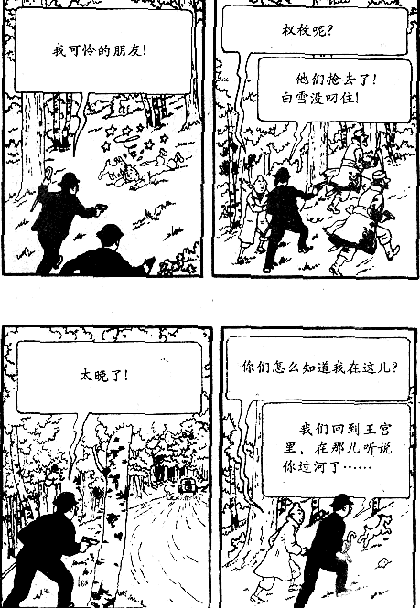 我可怜的朋友!
权杖呢?
他们抢去了!
白雪没叼住!
太晚了!
你们怎么知道我在这儿?
我们回到王宫
里，在那儿听说
你过河了……